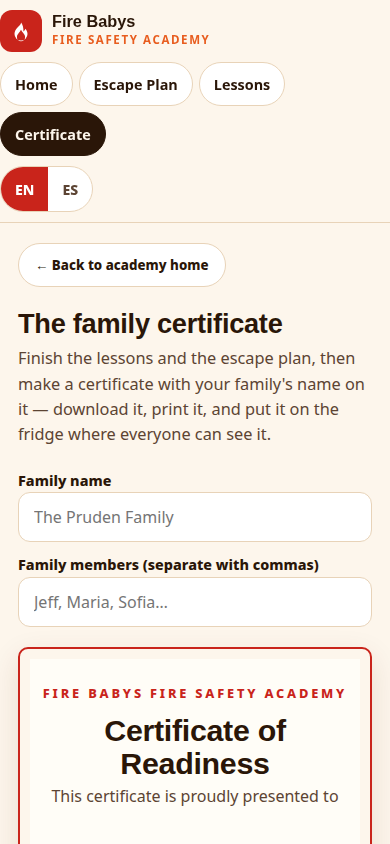 Fire Babys
FIRE SAFETY ACADEMY
Home
Escape Plan
Lessons
Certificate
EN
ES
← Back to academy home
The family certificate
Finish the lessons and the escape plan, then
make a certificate with your family's name on
it — download it, print it, and put it on the
fridge where everyone can see it.
Family name
The Pruden Family
Family members (separate with commas)
Jeff, Maria, Sofia...
FIRE BABYS FIRE SAFETY ACADEMY
Certificate of
Readiness
This certificate is proudly presented to